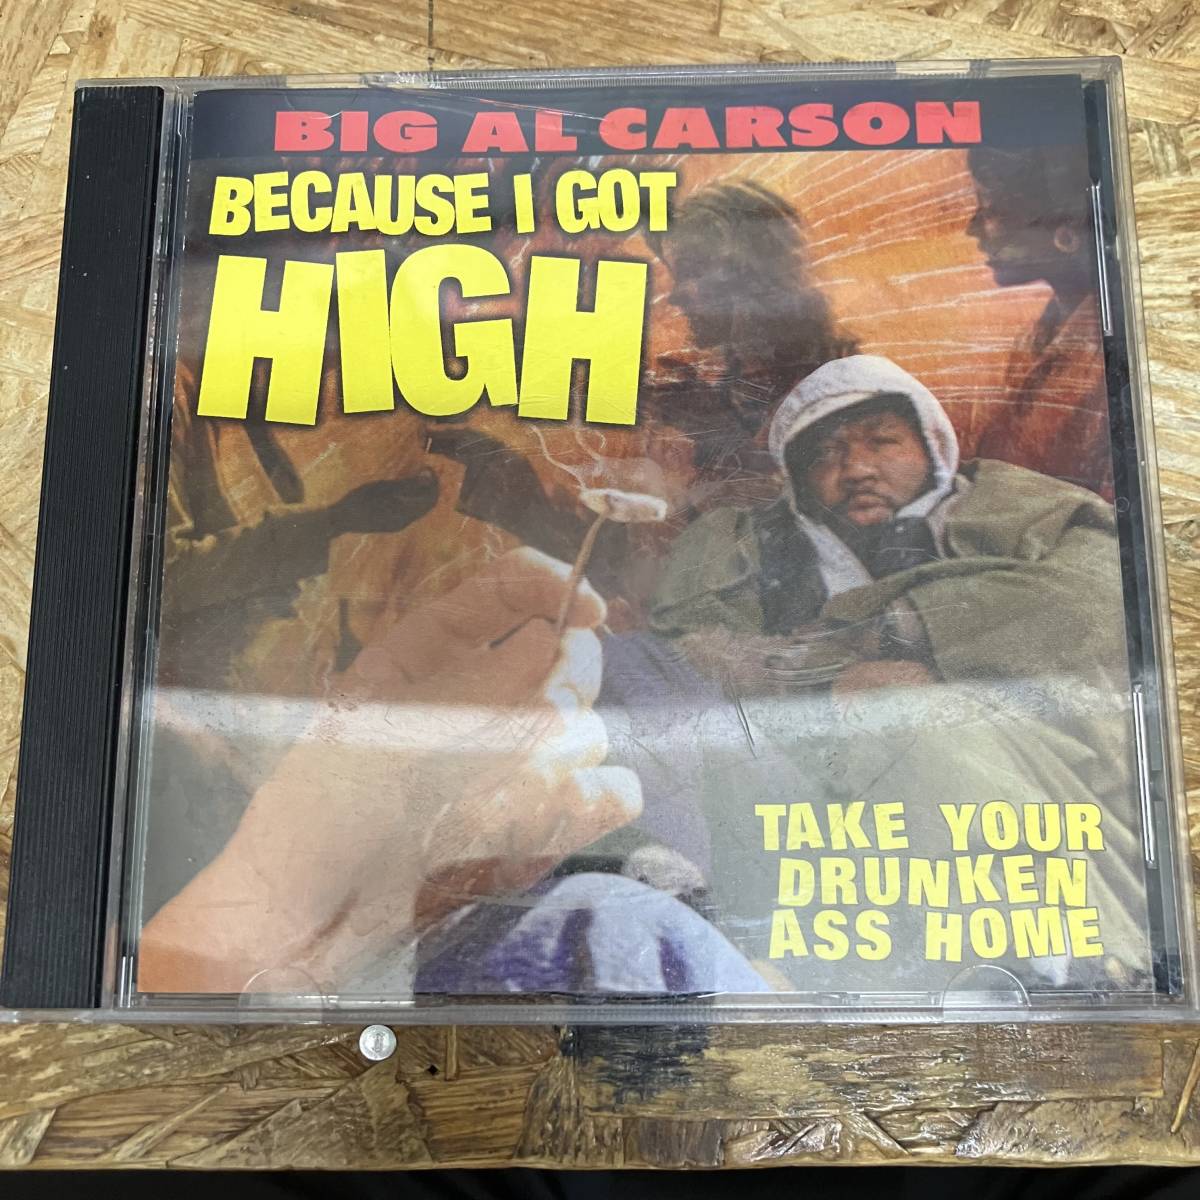 BIG AL CARSON
BECAUSE I GOT
HIGH
TAKE YOUR
DRUNKEN
ASS HOME